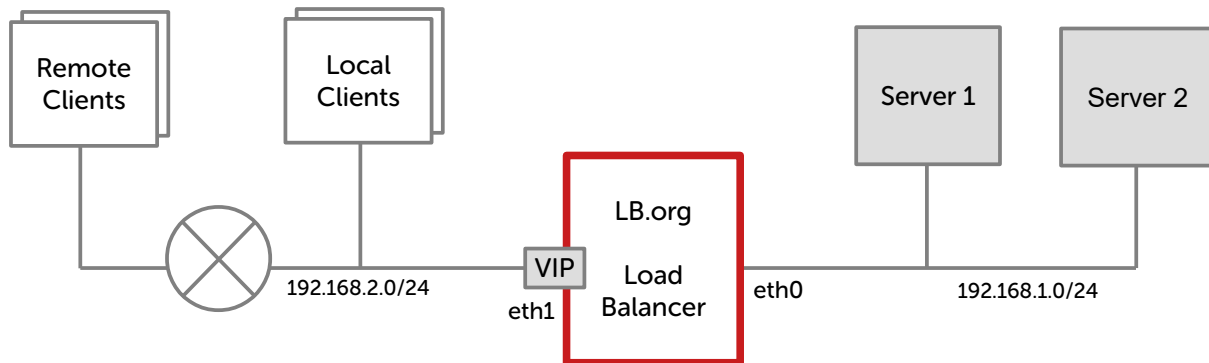 Remote
Clients
Local
Clients
Server 1
Server 2
LB.org
Load
Balancer
VIP
eth1
eth0
192.168.2.0/24
192.168.1.0/24